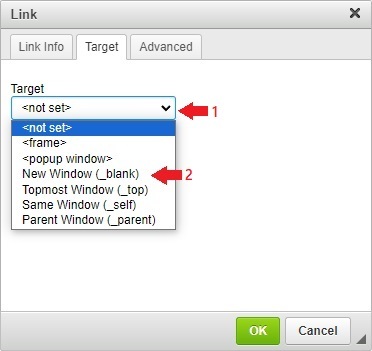 Link
Link Info Target Advanced
Target
<not set> 1
<not set>
<frame>
<popup window>
New Window (_blank) 2
Topmost Window (_top)
Same Window (_self)
Parent Window (_parent)
OK Cancel